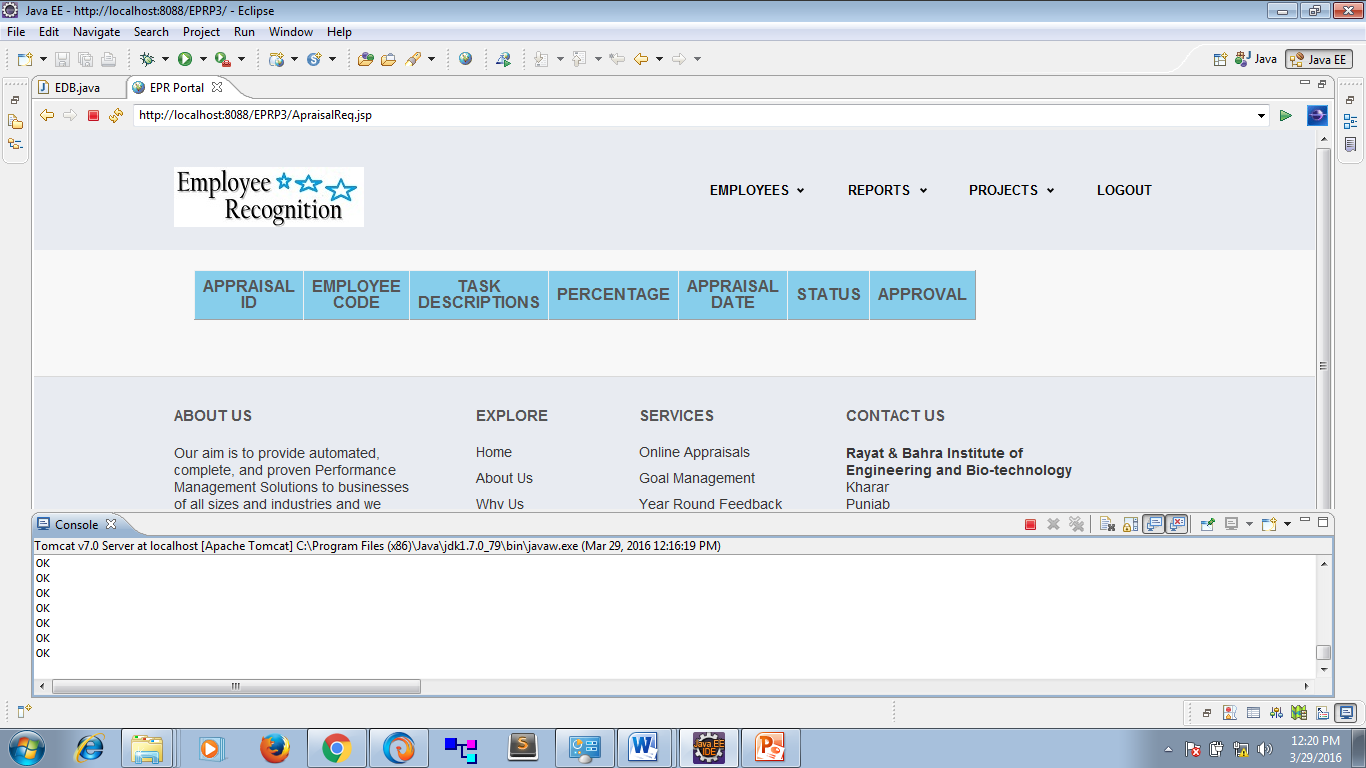 Java EE - http://localhost:8088/EPRP3/ - Eclipse
File Edit Navigate Search Project Run Window Help
Java Java EE
EDB.java EPR Portal
http://localhost:8088/EPRP3/ApraisalReq.jsp
Employee
Recognition
EMPLOYEES REPORTS PROJECTS LOGOUT
APPRAISAL ID EMPLOYEE CODE TASK DESCRIPTIONS PERCENTAGE APPRAISAL DATE STATUS APPROVAL
ABOUT US
Our aim is to provide automated,
complete, and proven Performance
Management Solutions to businesses
of all sizes and industries and we
EXPLORE
Home
About Us
Why Us
SERVICES
Online Appraisals
Goal Management
Year Round Feedback
CONTACT US
Rayat & Bahra Institute of
Engineering and Bio-technology
Kharar
Punjab
Console
Tomcat v7.0 Server at localhost [Apache Tomcat] C:\Program Files (x86)\Java\jdk1.7.0_79\bin\javaw.exe (Mar 29, 2016 12:16:19 PM)
OK
OK
OK
OK
OK
OK
OK
S
W
Java EE
IDE
P
12:20 PM
3/29/2016